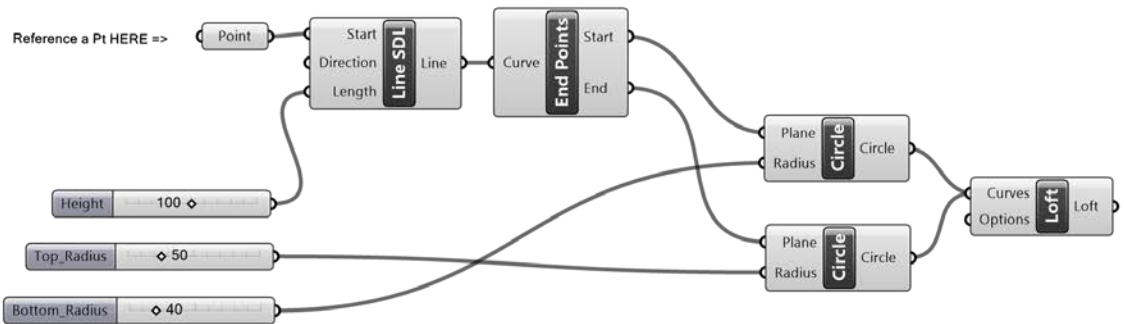 Reference a Pt HERE =>
Point
Start
Direction
Length
Line SDL
Line
Curve
End Points
Start
End
Plane
Radius
Circle
Circle
Plane
Radius
Circle
Circle
Curves
Options
Loft
Loft
Height
100
Top_Radius
50
Bottom_Radius
40